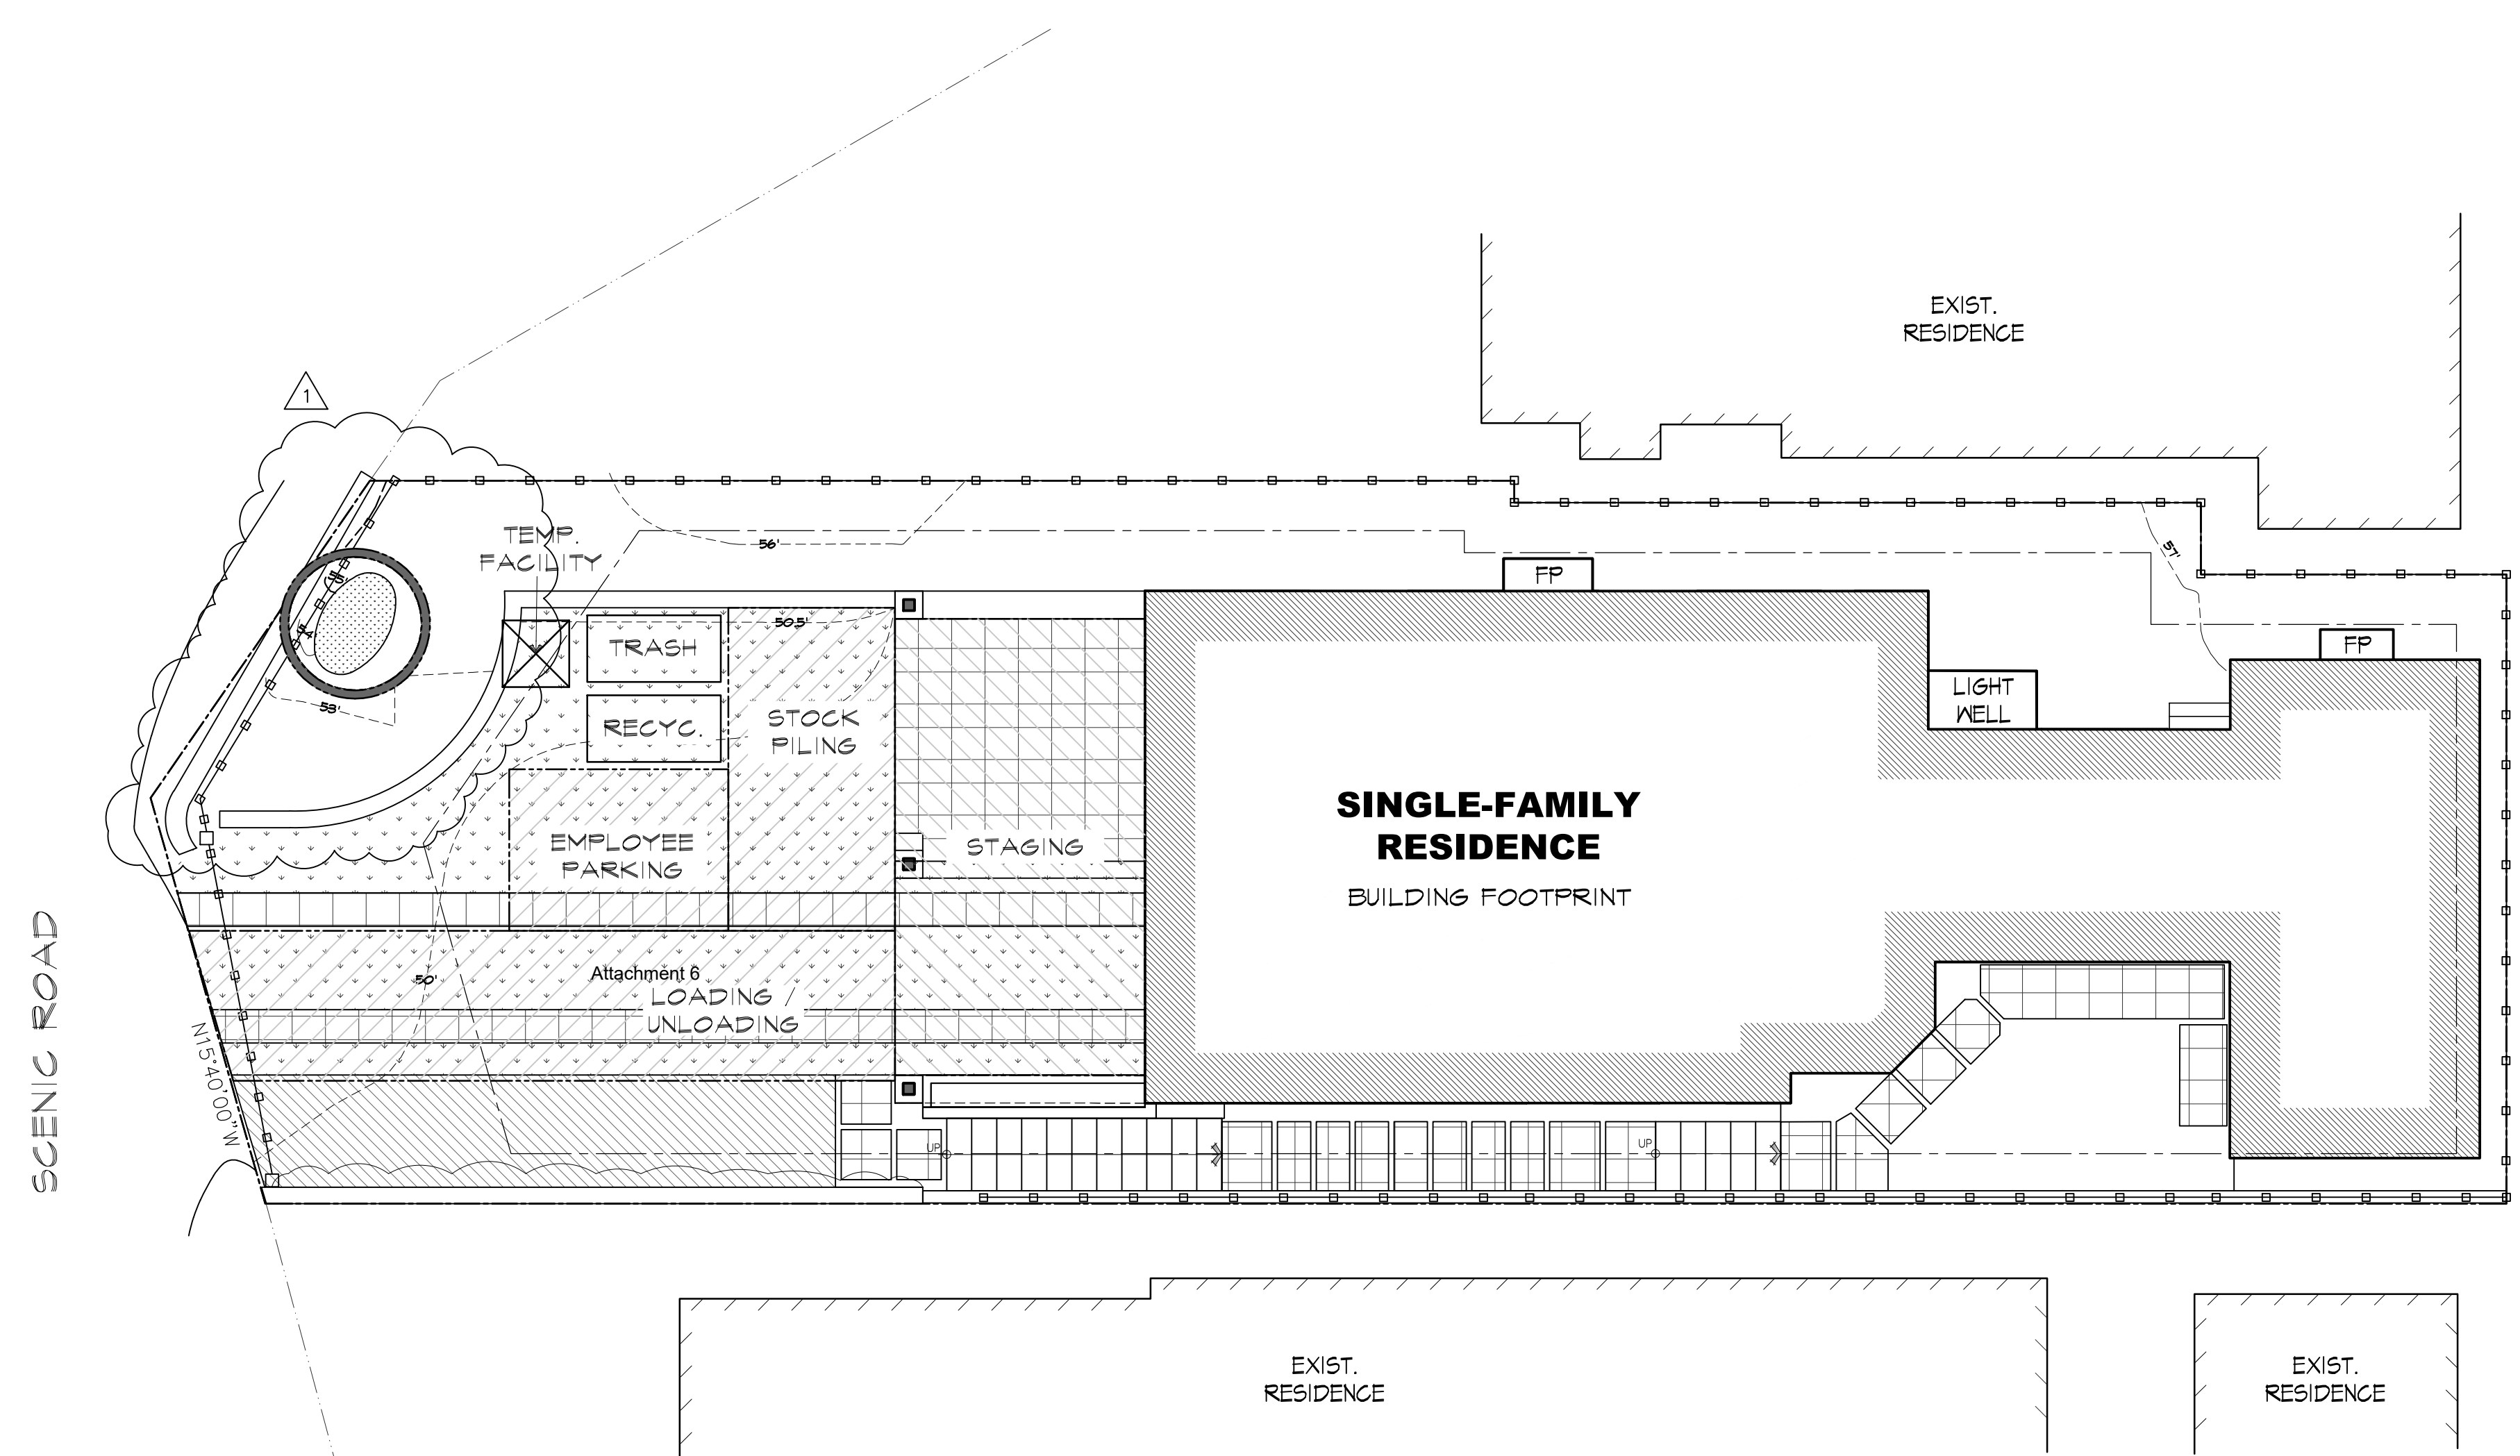 EXIST.
RESIDENCE
1
TEMP.
FACILITY
56'
57'
FP
50.5'
TRASH
FP
53'
RECYC.
STOCK
PILING
LIGHT
WELL
SINGLE-FAMILY
RESIDENCE
BUILDING FOOTPRINT
EMPLOYEE
PARKING
STAGING
SCENIC ROAD
50'
Attachment 6
LOADING /
UNLOADING
N15°40'00"W
UP
UP
EXIST.
RESIDENCE
EXIST.
RESIDENCE